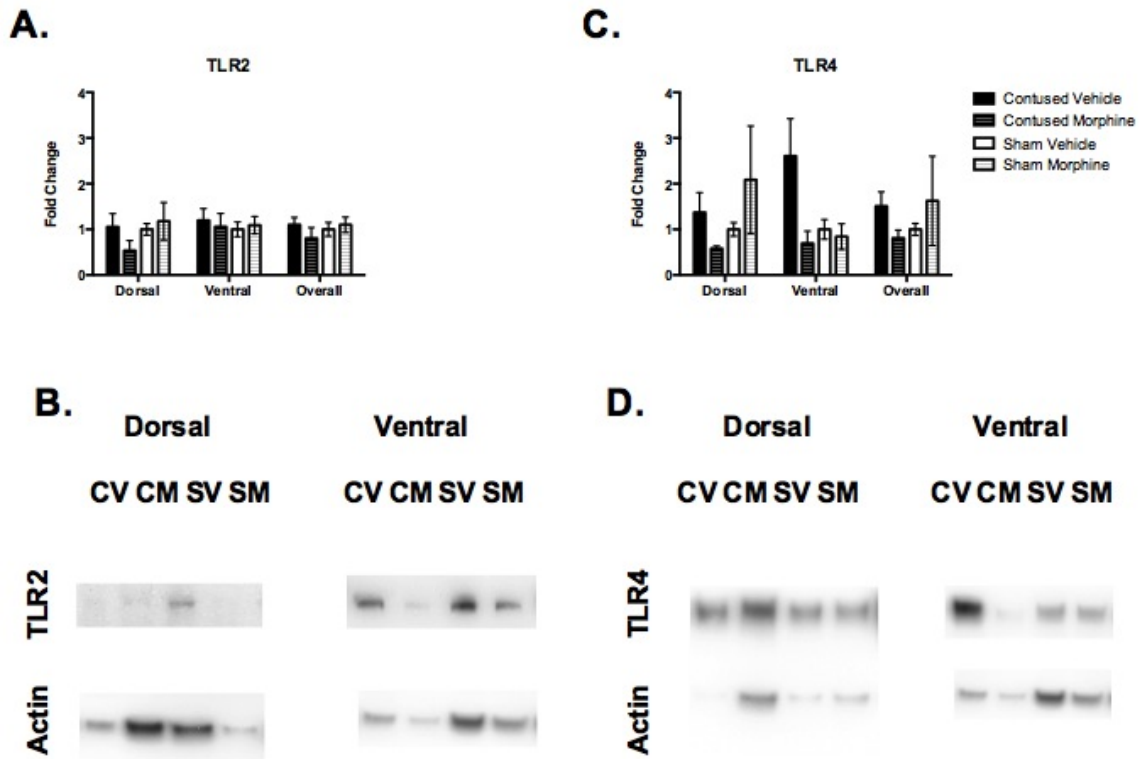 A.
TLR2
4
3
2
1
0
Fold Change
Dorsal Ventral Overall
C.
TLR4
4
3
2
1
0
Fold Change
Dorsal Ventral Overall
Contused Vehicle
Contused Morphine
Sham Vehicle
Sham Morphine
B.
Dorsal Ventral
CV CM SV SM CV CM SV SM
TLR2
Actin
D.
Dorsal Ventral
CV CM SV SM CV CM SV SM
TLR4
Actin